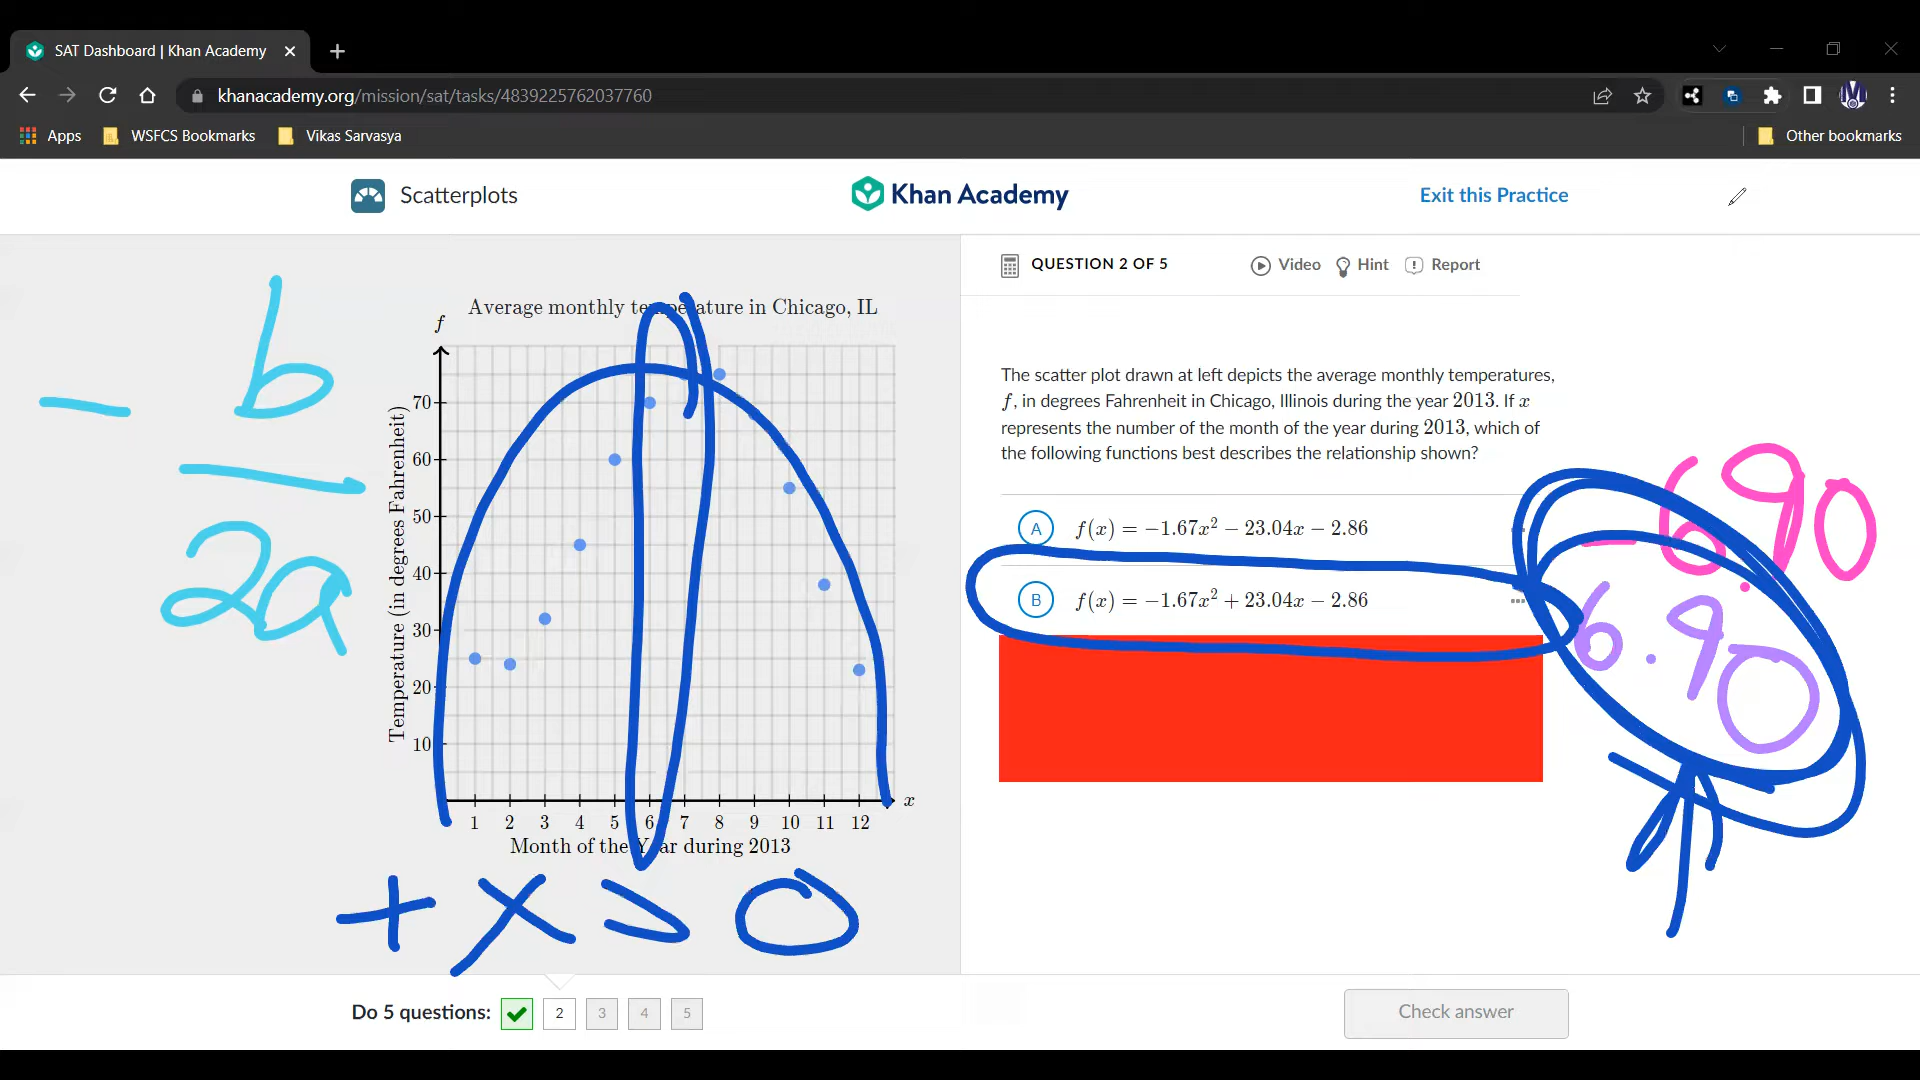 SAT Dashboard | Khan Academy
khanacademy.org/mission/sat/tasks/4839225762037760
Apps
WSFCS Bookmarks
Vikas Sarvasya
Other bookmarks
Scatterplots
Khan Academy
Exit this Practice
QUESTION 2 OF 5
Video
Hint
Report
Average monthly temperature in Chicago, IL
f
Temperature (in degrees Fahrenheit)
70
60
50
40
30
20
10
1 2 3 4 5 6 7 8 9 10 11 12
x
Month of the Year during 2013
- b
2a
+ x > 0
The scatter plot drawn at left depicts the average monthly temperatures,
f, in degrees Fahrenheit in Chicago, Illinois during the year 2013. If x
represents the number of the month of the year during 2013, which of
the following functions best describes the relationship shown?
A f(x) = −1.67x² − 23.04x − 2.86
B f(x) = −1.67x² + 23.04x − 2.86
-6.90
6.90
Do 5 questions:
2
3
4
5
Check answer